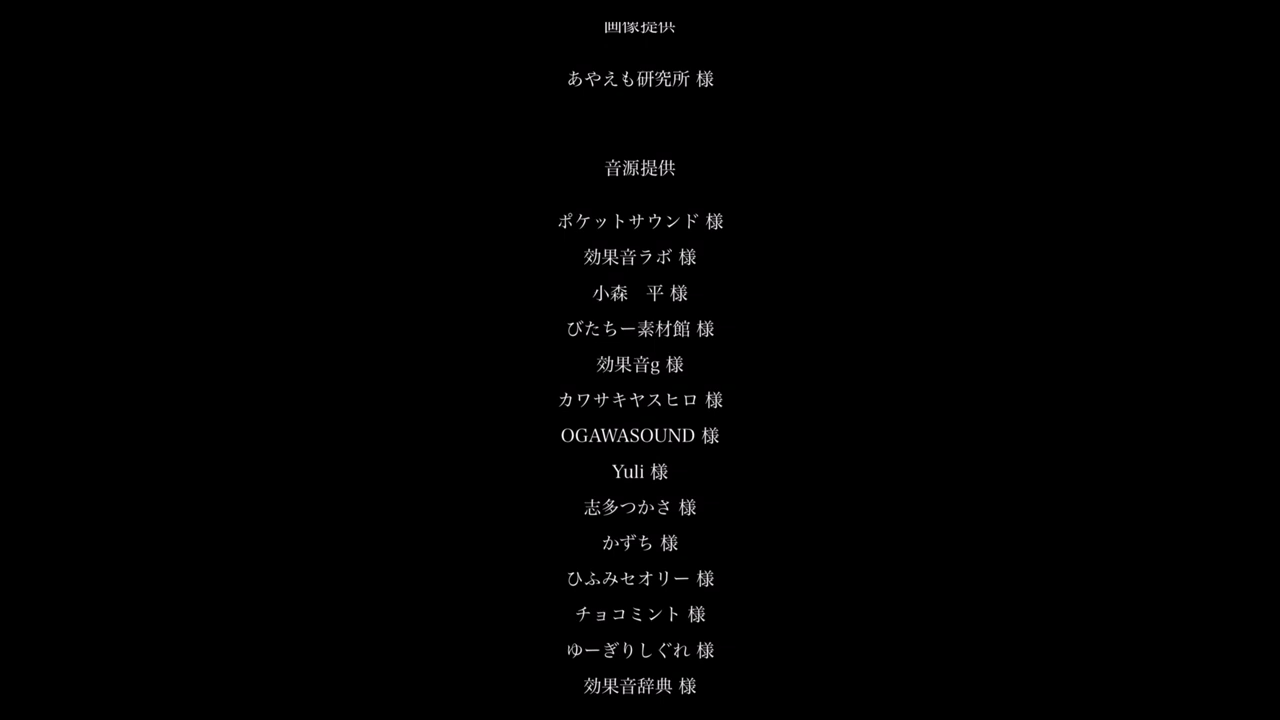 画像提供
あやえも研究所 様
音源提供
ポケットサウンド 様
効果音ラボ 様
小森　平 様
びたちー素材館 様
効果音g 様
カワサキヤスヒロ 様
OGAWASOUND 様
Yuli 様
志多つかさ 様
かずち 様
ひふみセオリー 様
チョコミント 様
ゆーぎりしぐれ 様
効果音辞典 様